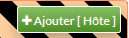 + Ajouter [ Hôte ]